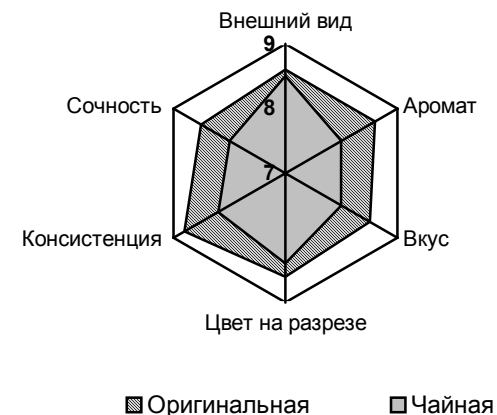 Внешний вид
9
Сочность
8
Аромат
7
Консистенция
Вкус
Цвет на разрезе
Оригинальная
Чайная